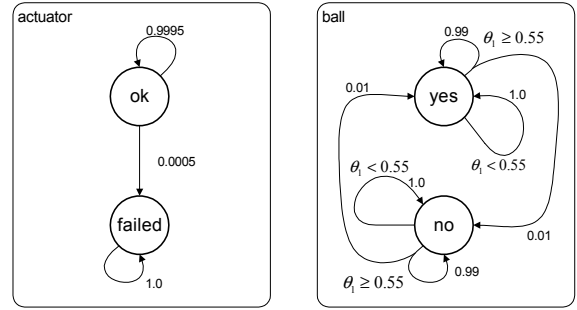 actuator
0.9995
ok
0.0005
failed
1.0
ball
0.99
θ₁ ≥ 0.55
0.01
yes
1.0
θ₁ < 0.55
θ₁ < 0.55
1.0
no
0.01
θ₁ ≥ 0.55
0.99